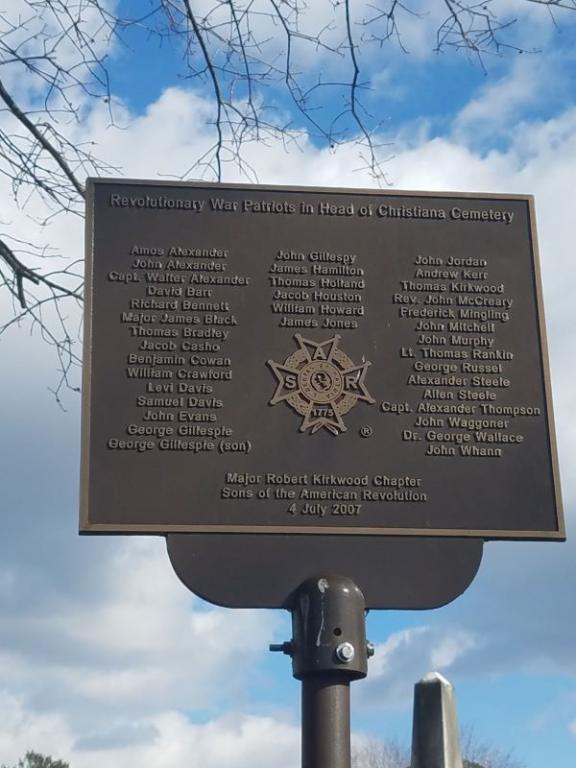 Revolutionary War Patriots in Head of Christiana Cemetery
Amos Alexander
John Alexander
Capt. Walter Alexander
David Barr
Richard Bennett
Major James Black
Thomas Bradley
Jacob Casho
Benjamin Cowan
William Crawford
Levi Davis
Samuel Davis
John Evans
George Gillespie
George Gillespie (son)
John Gillespy
James Hamilton
Thomas Holland
Jacob Houston
William Howard
James Jones
SAR
1775
®
John Jordan
Andrew Kerr
Thomas Kirkwood
Rev. John McCreary
Frederick Mingling
John Mitchell
John Murphy
Lt. Thomas Rankin
George Russel
Alexander Steele
Allen Steele
Capt. Alexander Thompson
John Waggoner
Dr. George Wallace
John Whann
Major Robert Kirkwood Chapter
Sons of the American Revolution
4 July 2007